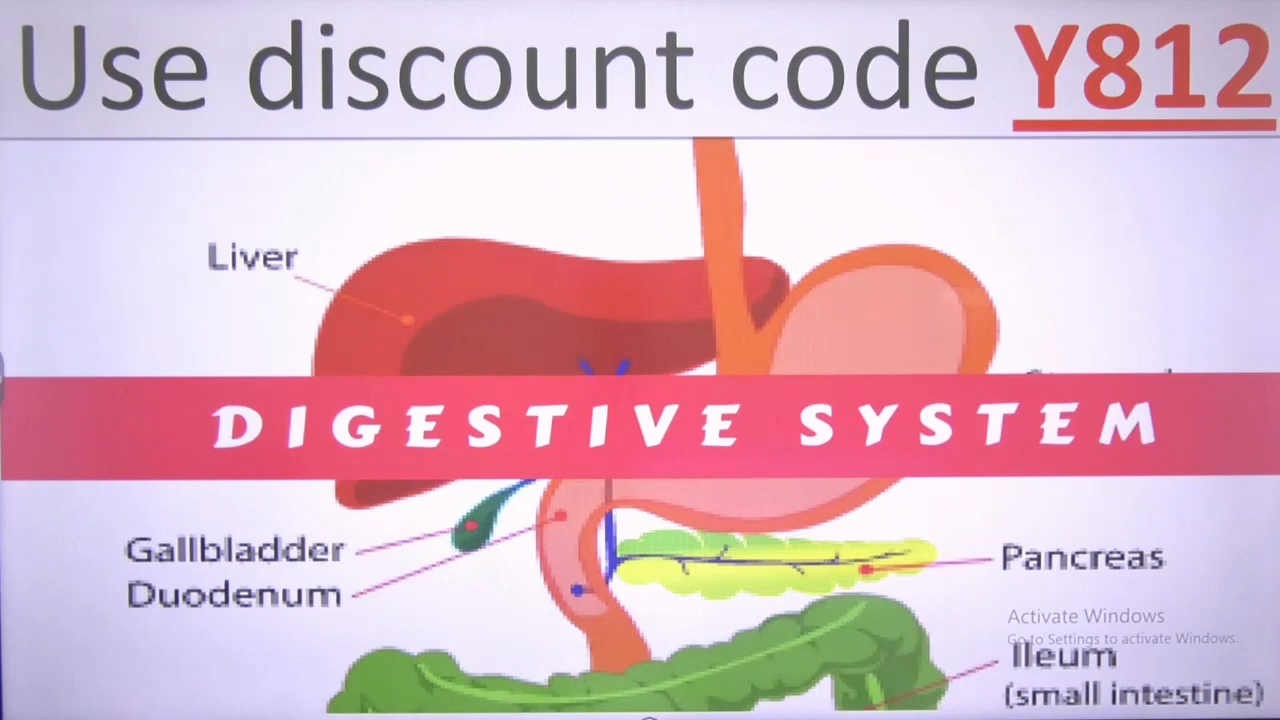 Use discount code Y812
Liver
DIGESTIVE SYSTEM
Gallbladder
Duodenum
Pancreas
Activate Windows
Go to Settings to activate Windows.
Ileum
(small intestine)